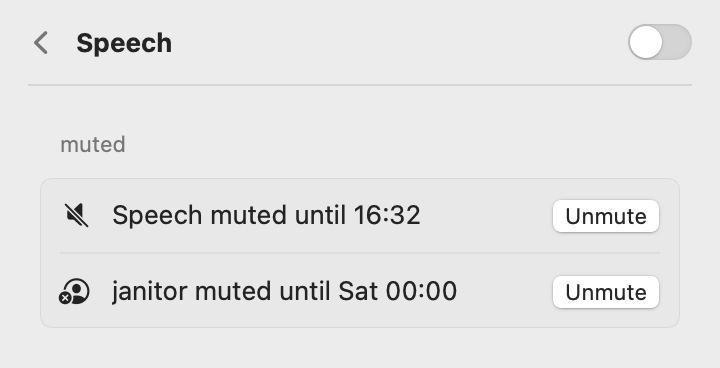 Speech
muted
Speech muted until 16:32 Unmute
janitor muted until Sat 00:00 Unmute